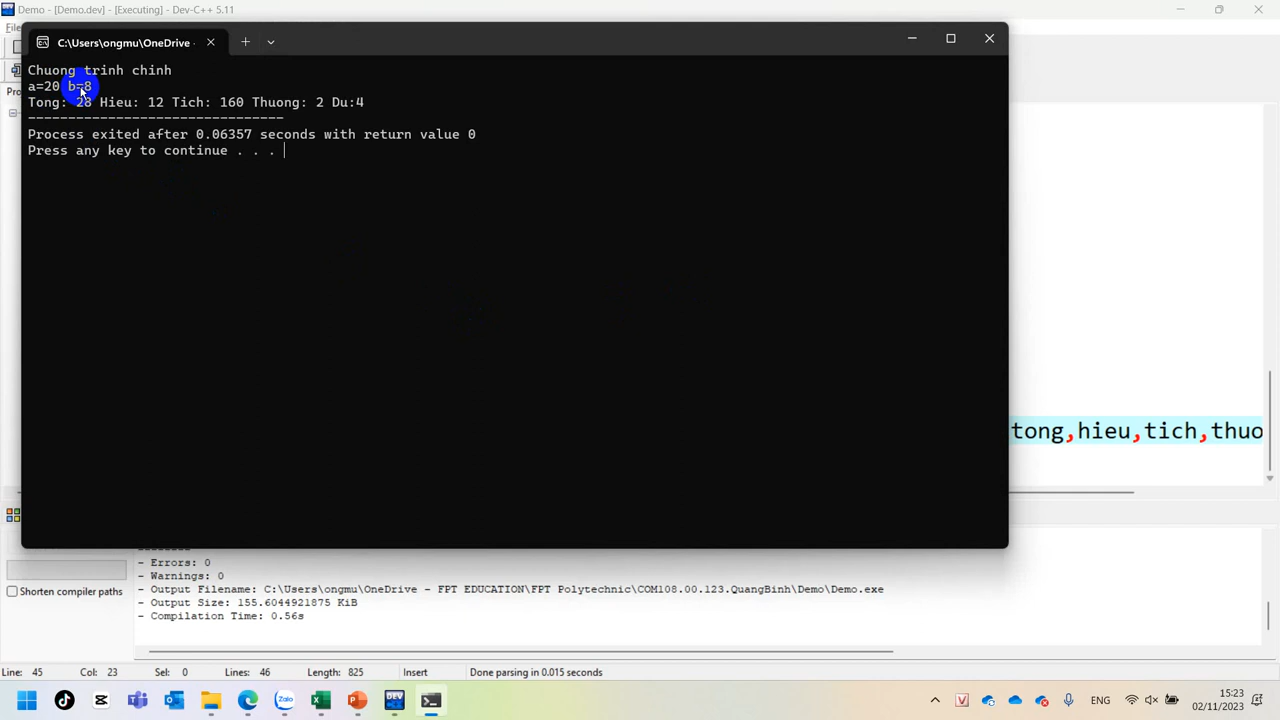 Demo - [Demo.dev] - [Executing] - Dev-C++ 5.11
C:\Users\ongmu\OneDrive -
Chuong trinh chinh
a=20 b=8
Tong: 28 Hieu: 12 Tich: 160 Thuong: 2 Du:4
--------------------------------
Process exited after 0.06357 seconds with return value 0
Press any key to continue . . .
tong,hieu,tich,thuo
- Errors: 0
- Warnings: 0
- Output Filename: C:\Users\ongmu\OneDrive - FPT EDUCATION\FPT Polytechnic\COM108.00.123.QuangBinh\Demo\Demo.exe
- Output Size: 155.6044921875 KiB
- Compilation Time: 0.56s
Shorten compiler paths
Line: 45 Col: 23 Sel: 0 Lines: 46 Length: 825 Insert Done parsing in 0.015 seconds
ENG
15:23
02/11/2023